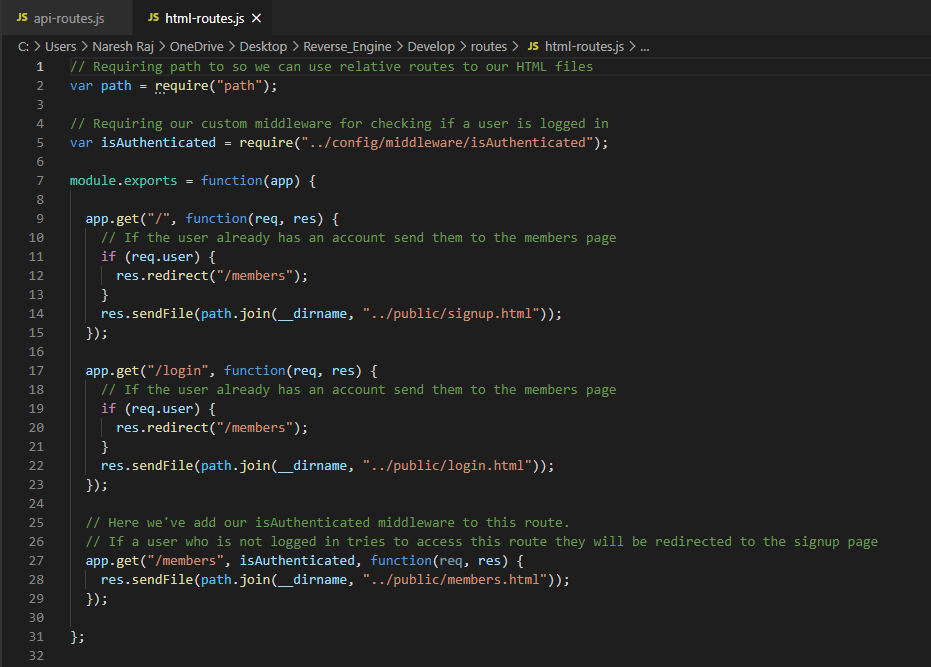 JS api-routes.js JS html-routes.js ×
C: > Users > Naresh Raj > OneDrive > Desktop > Reverse_Engine > Develop > routes > JS html-routes.js > ...
1 // Requiring path to so we can use relative routes to our HTML files
2 var path = require("path");
3
4 // Requiring our custom middleware for checking if a user is logged in
5 var isAuthenticated = require("../config/middleware/isAuthenticated");
6
7 module.exports = function(app) {
8
9   app.get("/", function(req, res) {
10     // If the user already has an account send them to the members page
11     if (req.user) {
12       res.redirect("/members");
13     }
14     res.sendFile(path.join(__dirname, "../public/signup.html"));
15   });
16
17   app.get("/login", function(req, res) {
18     // If the user already has an account send them to the members page
19     if (req.user) {
20       res.redirect("/members");
21     }
22     res.sendFile(path.join(__dirname, "../public/login.html"));
23   });
24
25   // Here we've add our isAuthenticated middleware to this route.
26   // If a user who is not logged in tries to access this route they will be redirected to the signup page
27   app.get("/members", isAuthenticated, function(req, res) {
28     res.sendFile(path.join(__dirname, "../public/members.html"));
29   });
30
31 };
32